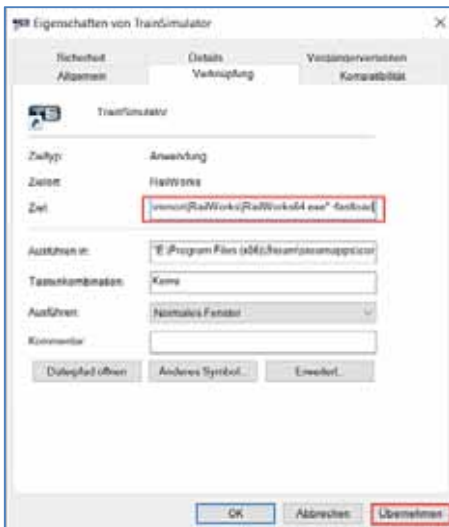 Eigenschaften von TrainSimulator
Sicherheit Details Vorgängerversionen
Allgemein Verknüpfung Kompatibilität
TrainSimulator
Zieltyp: Anwendung
Zielort: RailWorks
Ziel: ommon\RailWorks\RailWorks64.exe" -fastload
Ausführen in: "E:\Program Files (x86)\Steam\steamapps\com
Tastenkombination: Keine
Ausführen: Normales Fenster
Kommentar:
Dateipfad öffnen Anderes Symbol... Erweitert...
OK Abbrechen Übernehmen